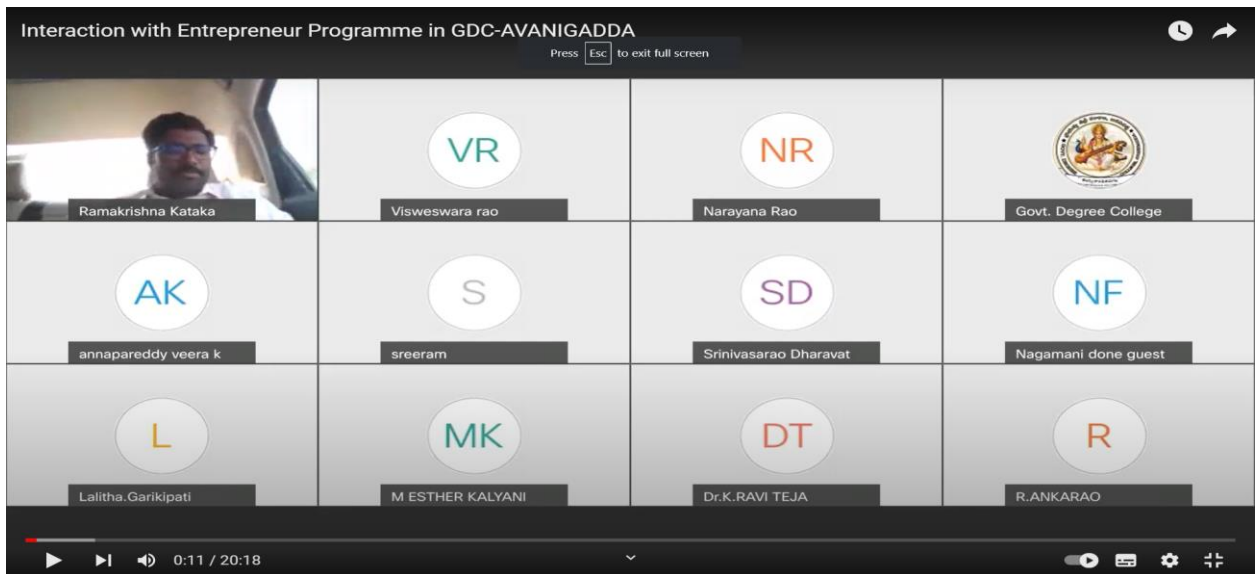 Interaction with Entrepreneur Programme in GDC-AVANIGADDA
Press Esc to exit full screen
Ramakrishna Kataka
VR
Visweswara rao
NR
Narayana Rao
Govt. Degree College
AK
annapareddy veera k
S
sreeram
SD
Srinivasarao Dharavat
NF
Nagamani done guest
L
Lalitha.Garikipati
MK
M ESTHER KALYANI
DT
Dr.K.RAVI TEJA
R
R.ANKARAO
0:11 / 20:18